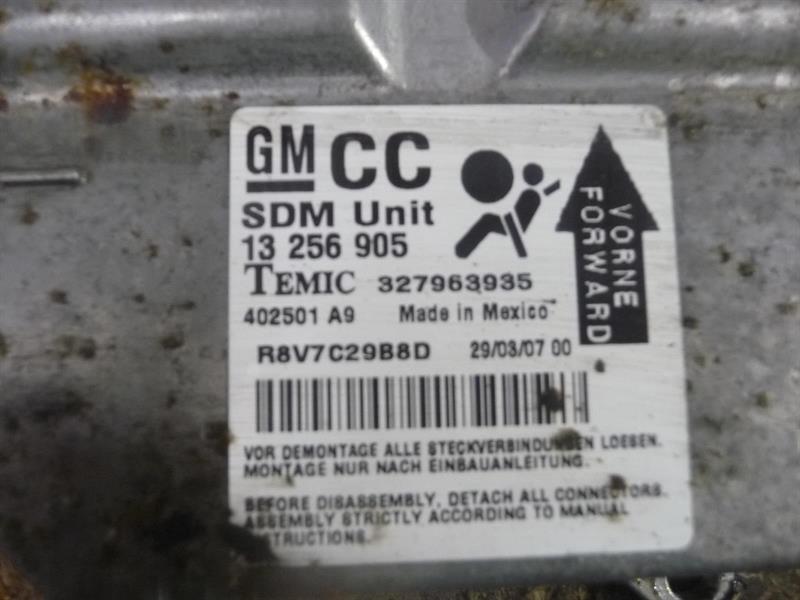 GM CC
SDM Unit
13 256 905
TEMIC 327963935
402501 A9 Made in Mexico
R8V7C29B8D 29/03/07 00
VORNE
FORWARD
VOR DEMONTAGE ALLE STECKVERBINDUNGEN LOESEN.
MONTAGE NUR NACH EINBAUANLEITUNG.
BEFORE DISASSEMBLY, DETACH ALL CONNECTORS.
ASSEMBLY STRICTLY ACCORDING TO MANUAL